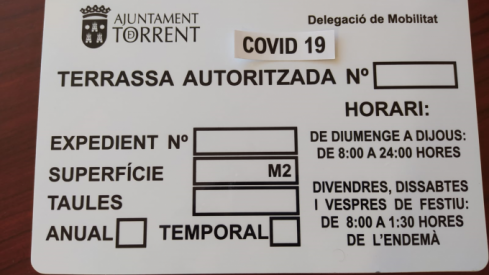 AJUNTAMENT
DE TORRENT
Delegació de Mobilitat
COVID 19
TERRASSA AUTORITZADA Nº
HORARI:
EXPEDIENT Nº
SUPERFÍCIE M2
TAULES
ANUAL TEMPORAL
DE DIUMENGE A DIJOUS:
DE 8:00 A 24:00 HORES
DIVENDRES, DISSABTES
I VESPRES DE FESTIU:
DE 8:00 A 1:30 HORES
DE L'ENDEMÀ